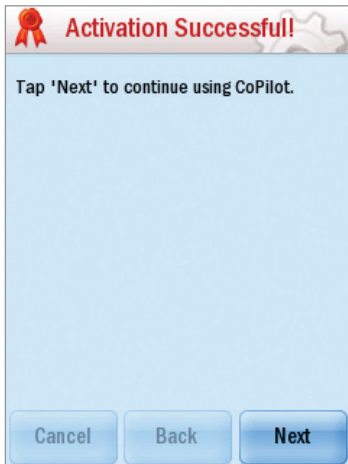 Activation Successful!
Tap 'Next' to continue using CoPilot.
Cancel Back Next